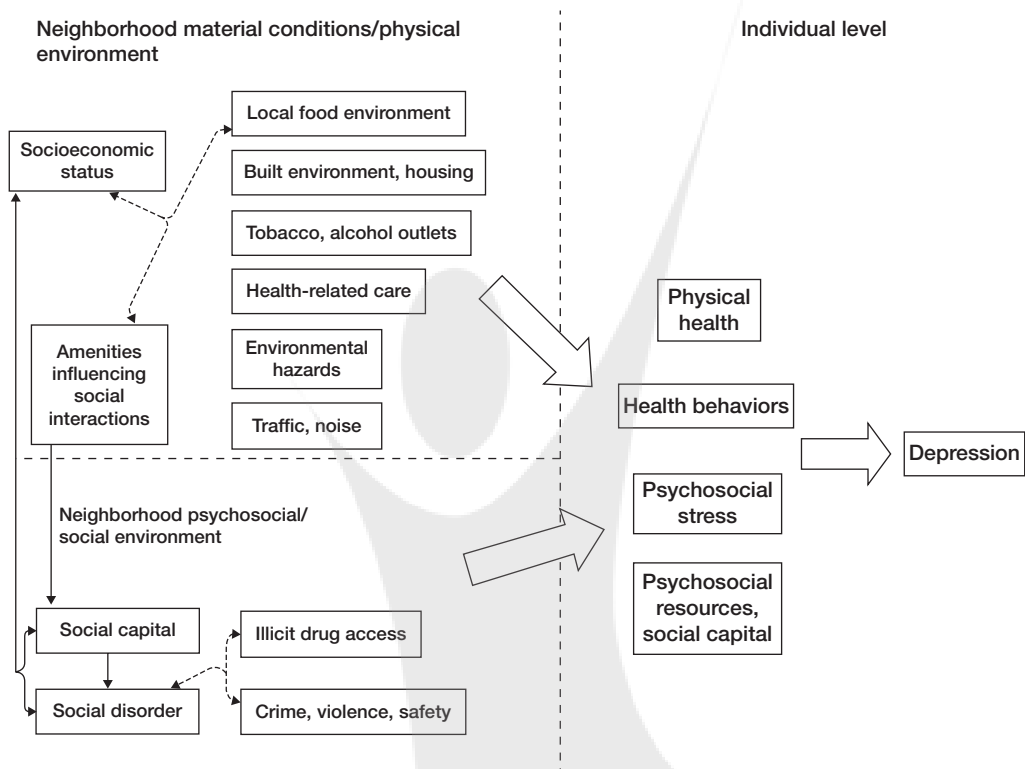 Neighborhood material conditions/physical
environment
Individual level
Local food environment
Socioeconomic
status
Built environment, housing
Tobacco, alcohol outlets
Health-related care
Physical
health
Amenities
influencing
social
interactions
Environmental
hazards
Health behaviors
Traffic, noise
Depression
Psychosocial
stress
Neighborhood psychosocial/
social environment
Psychosocial
resources,
social capital
Social capital
Illicit drug access
Social disorder
Crime, violence, safety